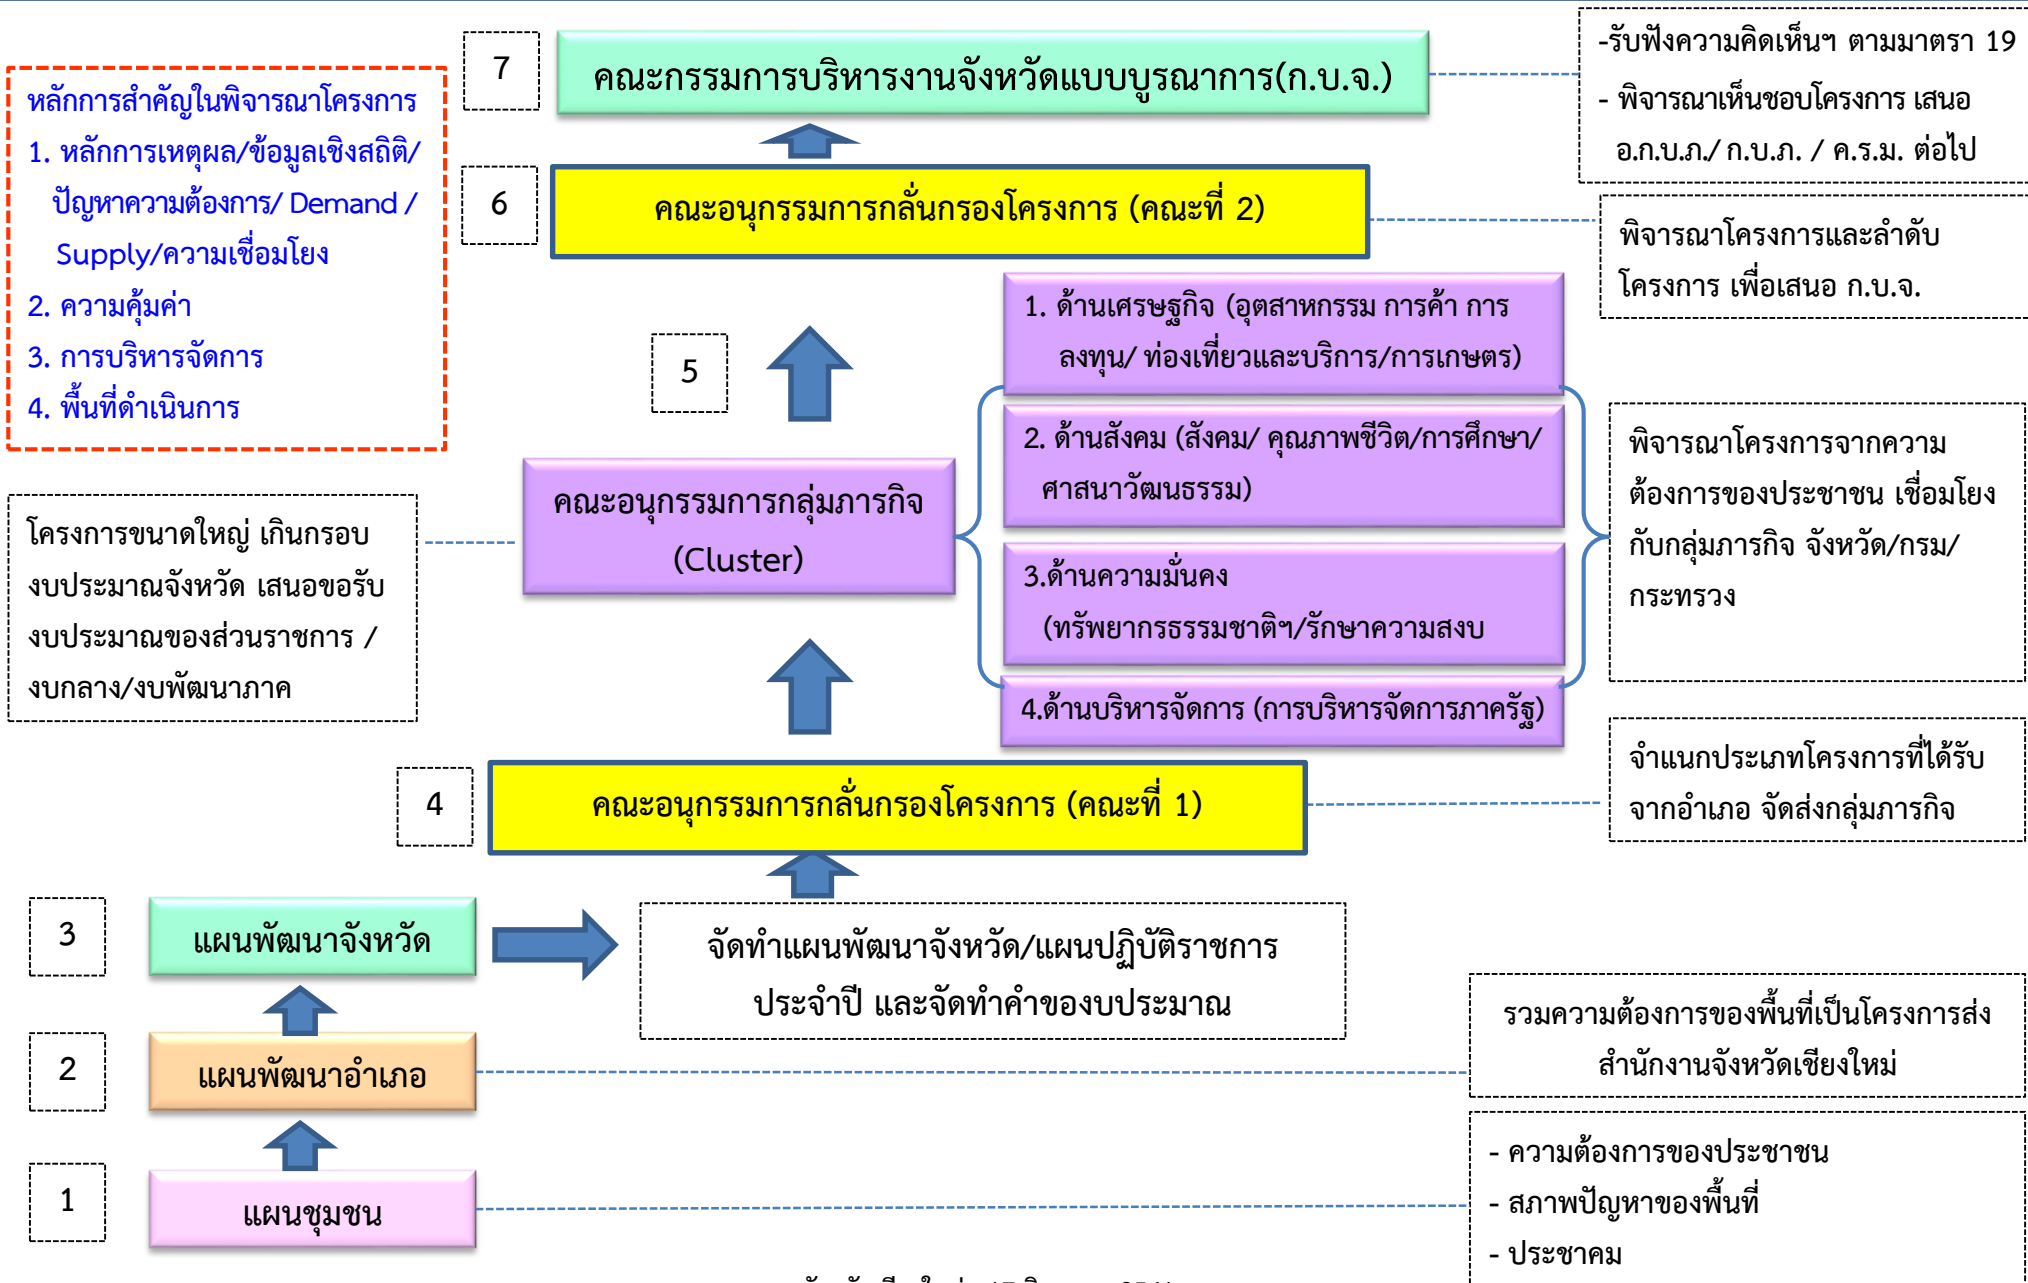 7
คณะกรรมการบริหารงานจังหวัดแบบบูรณาการ(ก.บ.จ.)
-รับฟังความคิดเห็นฯ ตามมาตรา 19
- พิจารณาเห็นชอบโครงการ เสนอ
อ.ก.บ.ภ./ ก.บ.ภ. / ค.ร.ม. ต่อไป
หลักการสำคัญในพิจารณาโครงการ
1. หลักการเหตุผล/ข้อมูลเชิงสถิติ/
ปัญหาความต้องการ/ Demand /
Supply/ความเชื่อมโยง
2. ความคุ้มค่า
3. การบริหารจัดการ
4. พื้นที่ดำเนินการ
6
คณะอนุกรรมการกลั่นกรองโครงการ (คณะที่ 2)
พิจารณาโครงการและลำดับ
โครงการ เพื่อเสนอ ก.บ.จ.
5
คณะอนุกรรมการกลุ่มภารกิจ
(Cluster)
1. ด้านเศรษฐกิจ (อุตสาหกรรม การค้า การ
ลงทุน/ ท่องเที่ยวและบริการ/การเกษตร)
2. ด้านสังคม (สังคม/ คุณภาพชีวิต/การศึกษา/
ศาสนาวัฒนธรรม)
3.ด้านความมั่นคง
(ทรัพยากรธรรมชาติฯ/รักษาความสงบ
4.ด้านบริหารจัดการ (การบริหารจัดการภาครัฐ)
พิจารณาโครงการจากความ
ต้องการของประชาชน เชื่อมโยง
กับกลุ่มภารกิจ จังหวัด/กรม/
กระทรวง
โครงการขนาดใหญ่ เกินกรอบ
งบประมาณจังหวัด เสนอขอรับ
งบประมาณของส่วนราชการ /
งบกลาง/งบพัฒนาภาค
4
คณะอนุกรรมการกลั่นกรองโครงการ (คณะที่ 1)
จำแนกประเภทโครงการที่ได้รับ
จากอำเภอ จัดส่งกลุ่มภารกิจ
3
แผนพัฒนาจังหวัด
จัดทำแผนพัฒนาจังหวัด/แผนปฏิบัติราชการ
ประจำปี และจัดทำคำของบประมาณ
2
แผนพัฒนาอำเภอ
รวมความต้องการของพื้นที่เป็นโครงการส่ง
สำนักงานจังหวัดเชียงใหม่
1
แผนชุมชน
- ความต้องการของประชาชน
- สภาพปัญหาของพื้นที่
- ประชาคม